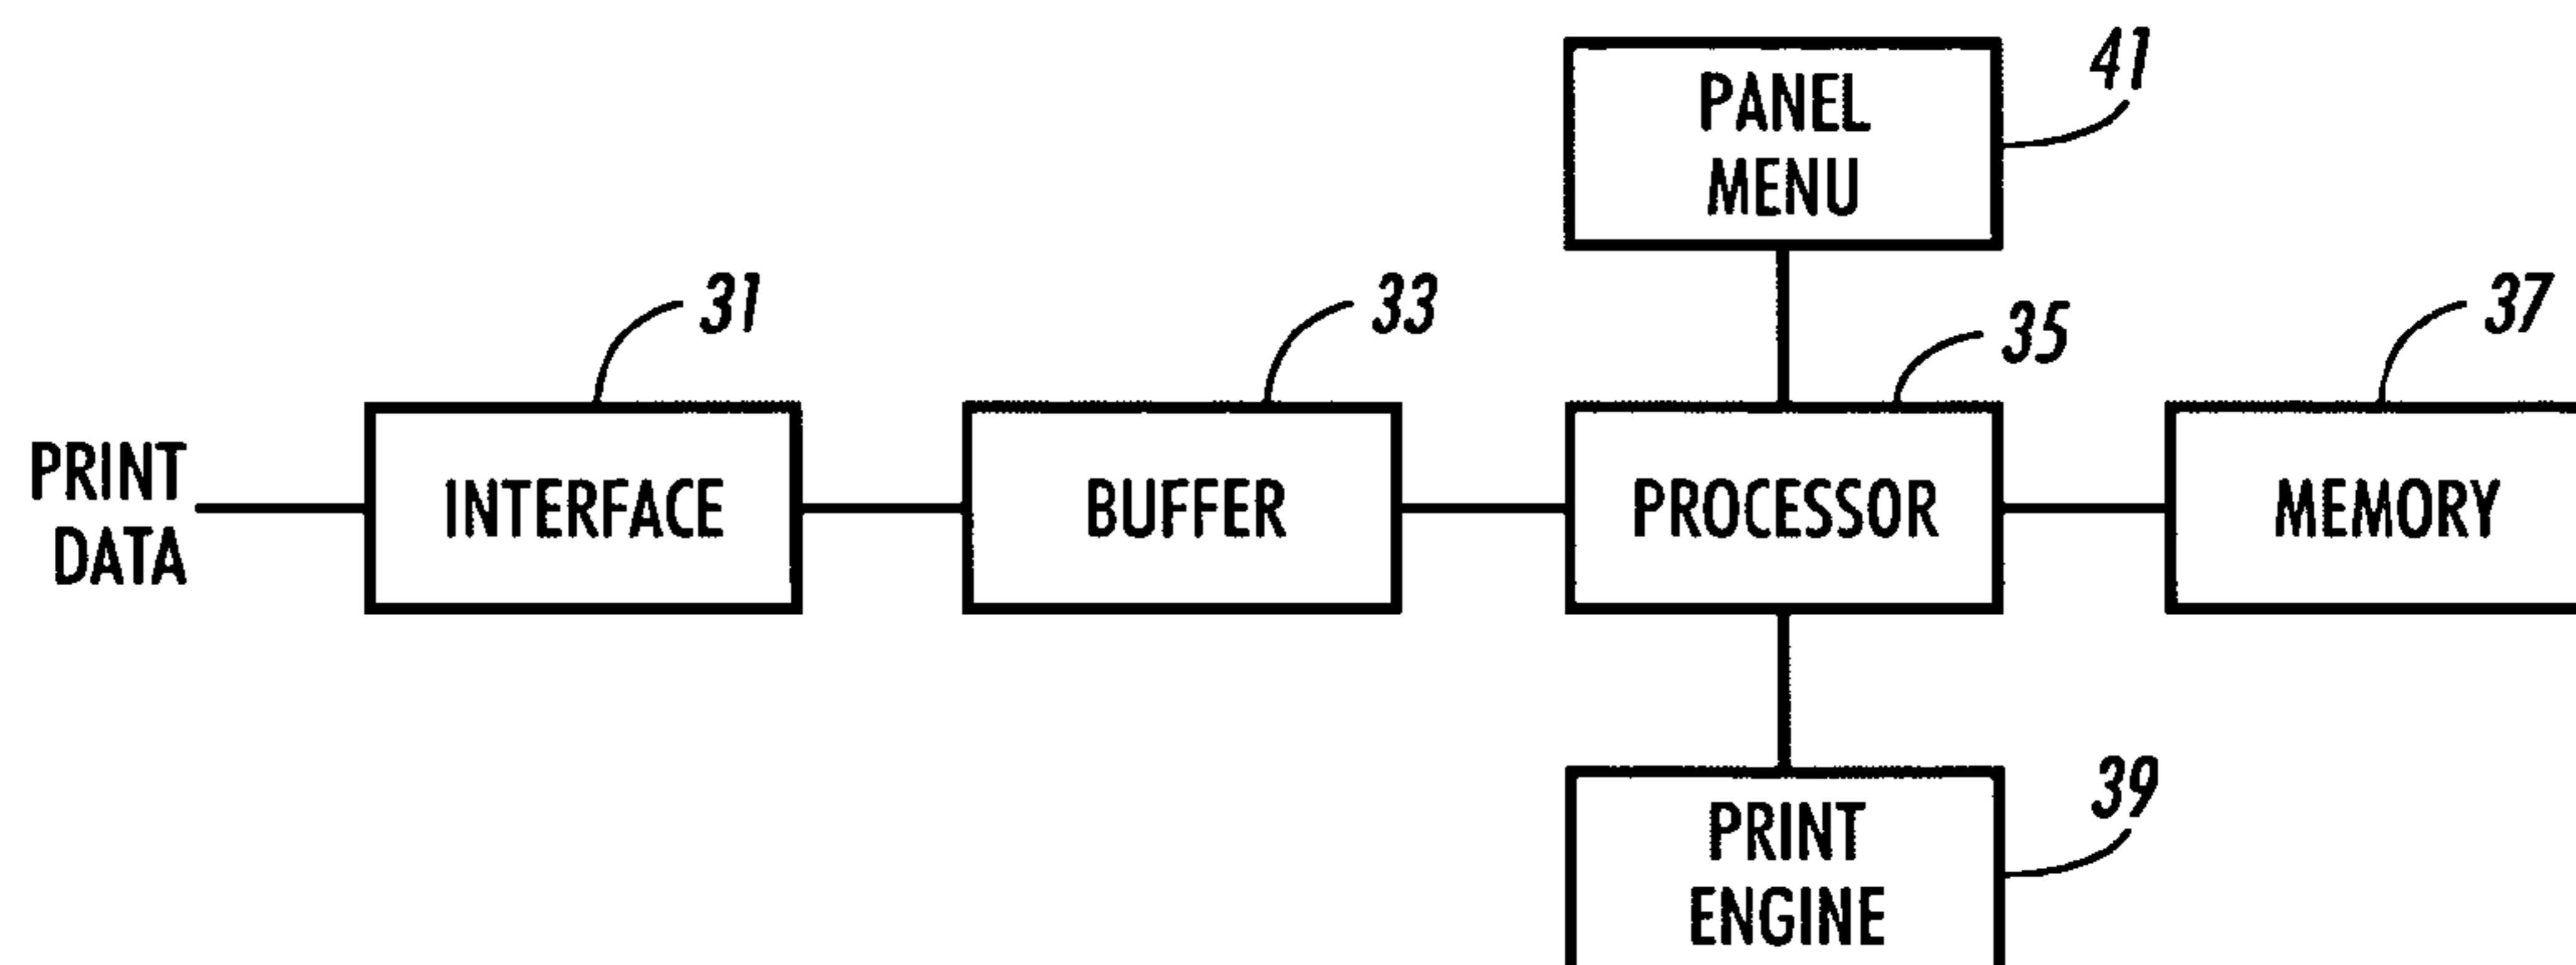 41
PANEL
MENU
31
33
35
37
PRINT
DATA
INTERFACE
BUFFER
PROCESSOR
MEMORY
39
PRINT
ENGINE